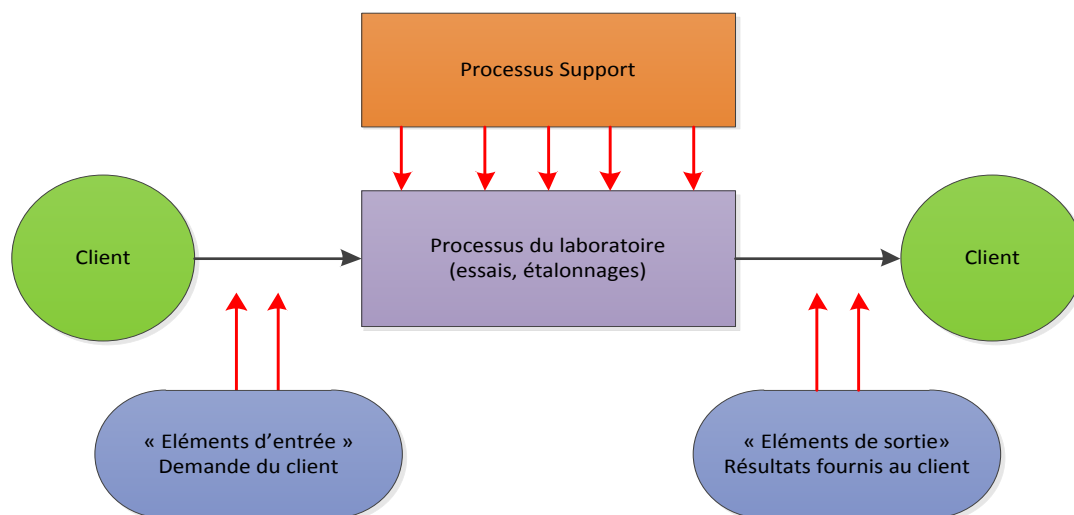 Processus Support
Client
Processus du laboratoire
(essais, étalonnages)
Client
« Eléments d’entrée »
Demande du client
« Eléments de sortie»
Résultats fournis au client